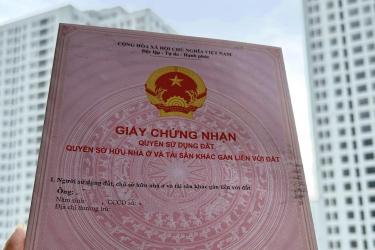 CỘNG HÒA XÃ HỘI CHỦ NGHĨA VIỆT NAM
Độc lập - Tự do - Hạnh phúc
GIẤY CHỨNG NHẬN
QUYỀN SỬ DỤNG ĐẤT
QUYỀN SỞ HỮU NHÀ Ở VÀ TÀI SẢN KHÁC GẮN LIỀN VỚI ĐẤT
I. Người sử dụng đất, chủ sở hữu nhà ở và tài sản khác gắn liền với đất
Ông:
Năm sinh: , CCCD số:
Địa chỉ thường trú: